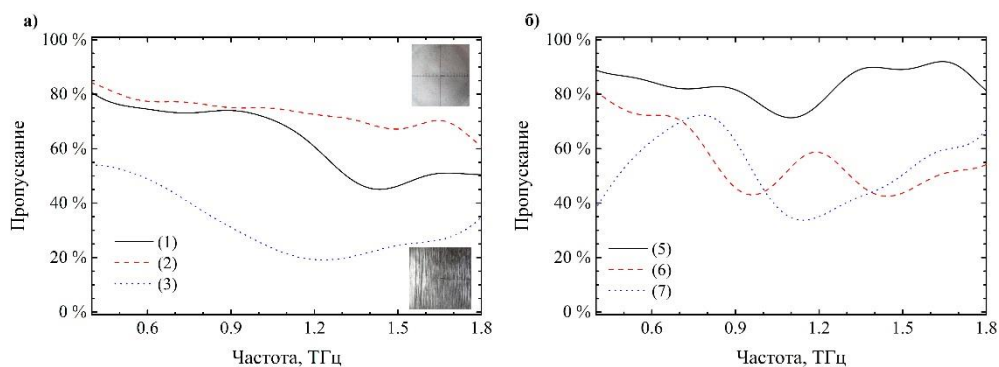 а)
100 %
80 %
60 %
40 %
20 %
0 %
Пропускание
(1)
(2)
(3)
0.6 0.9 1.2 1.5 1.8
Частота, ТГц
б)
100 %
80 %
60 %
40 %
20 %
0 %
Пропускание
(5)
(6)
(7)
0.6 0.9 1.2 1.5 1.8
Частота, ТГц